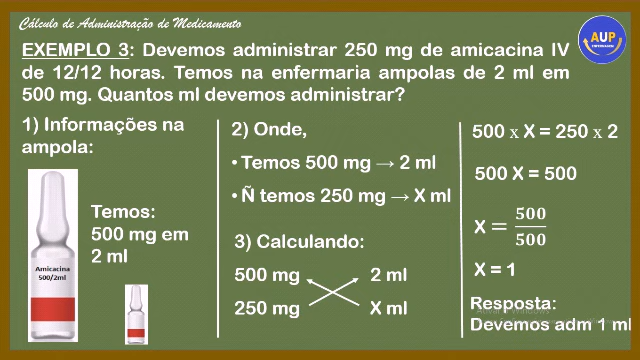 Cálculo de Administração de Medicamento
AUP
ENFERMAGEM
EXEMPLO 3: Devemos administrar 250 mg de amicacina IV
de 12/12 horas. Temos na enfermaria ampolas de 2 ml em
500 mg. Quantos ml devemos administrar?
1) Informações na
ampola:
Temos:
500 mg em
2 ml
Amicacina
500/2ml
2) Onde,
• Temos 500 mg → 2 ml
• Ñ temos 250 mg → X ml
3) Calculando:
500 mg 2 ml
250 mg X ml
500 x X = 250 x 2
500 X = 500
X = 500
500
X = 1
Resposta:
Devemos adm 1 ml